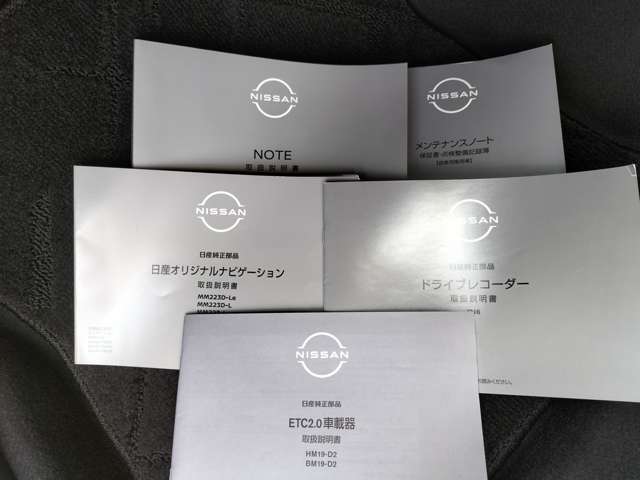 NISSAN
NOTE
取扱説明書
NISSAN
メンテナンスノート
保証書・点検整備記録簿
NISSAN
日産純正部品
日産オリジナルナビゲーション
取扱説明書
MM223D-Le
MM223D-L
NISSAN
日産純正部品
ドライブレコーダー
取扱説明書
NISSAN
日産純正部品
ETC2.0車載器
取扱説明書
HM19-D2
BM19-D2